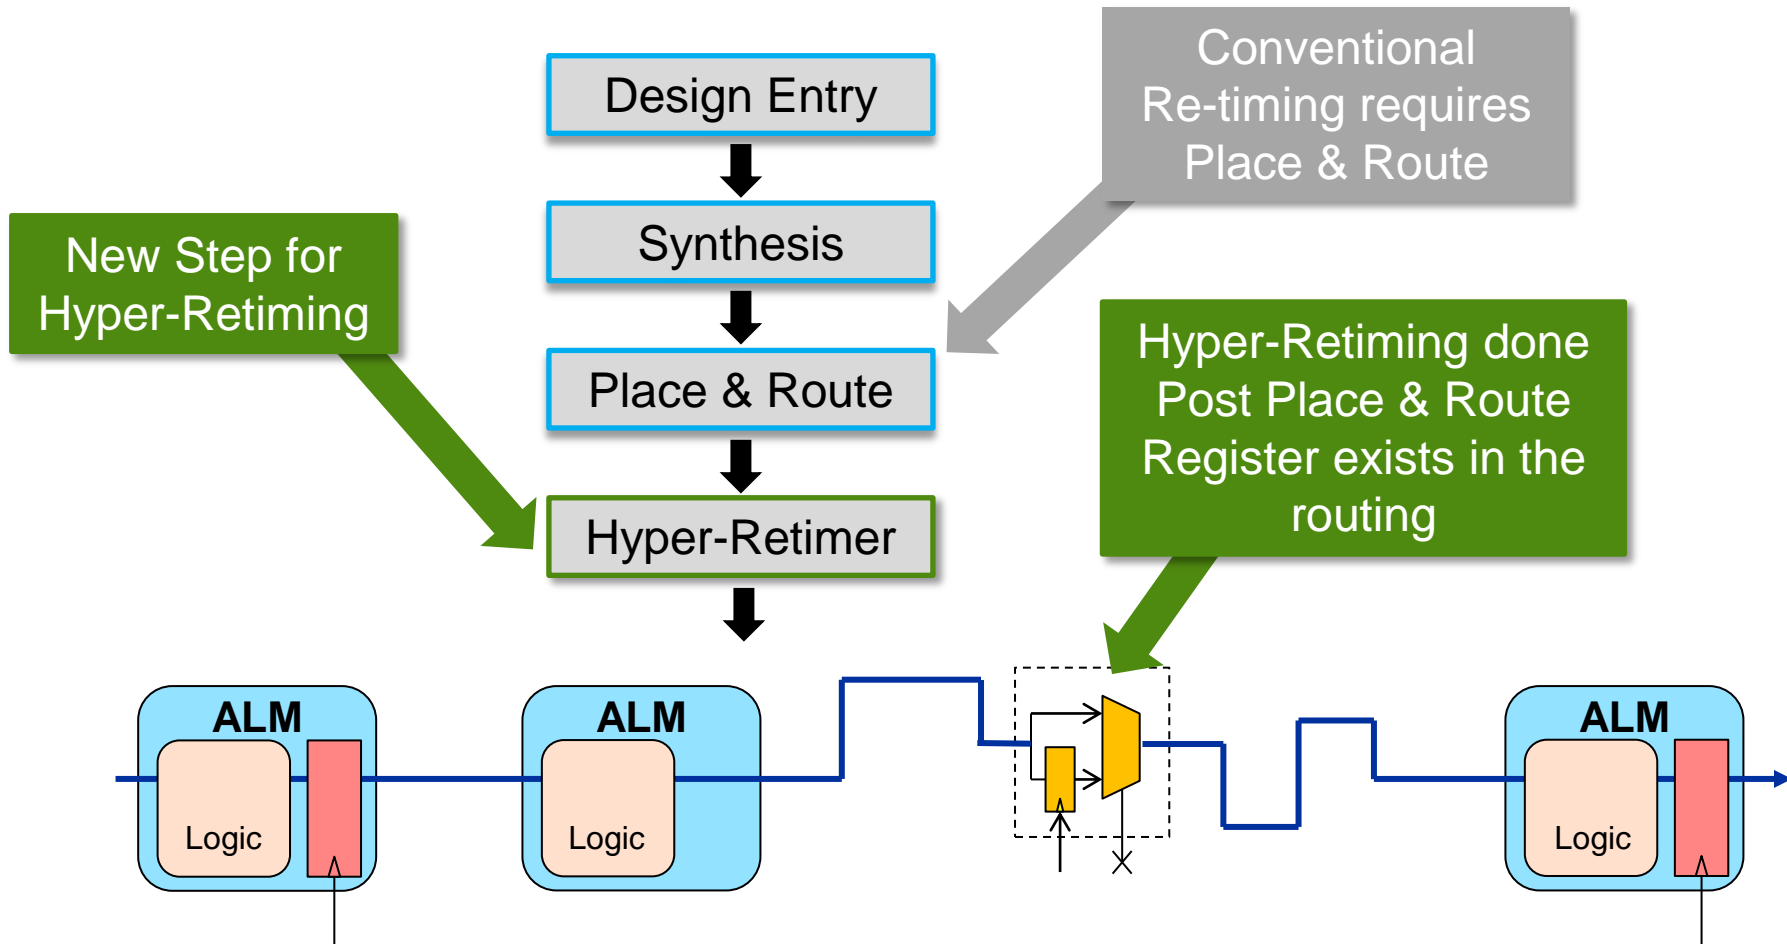 Conventional
Re-timing requires
Place & Route
Design Entry
Synthesis
New Step for
Hyper-Retiming
Place & Route
Hyper-Retiming done
Post Place & Route
Register exists in the
routing
Hyper-Retimer
ALM
Logic
ALM
Logic
ALM
Logic